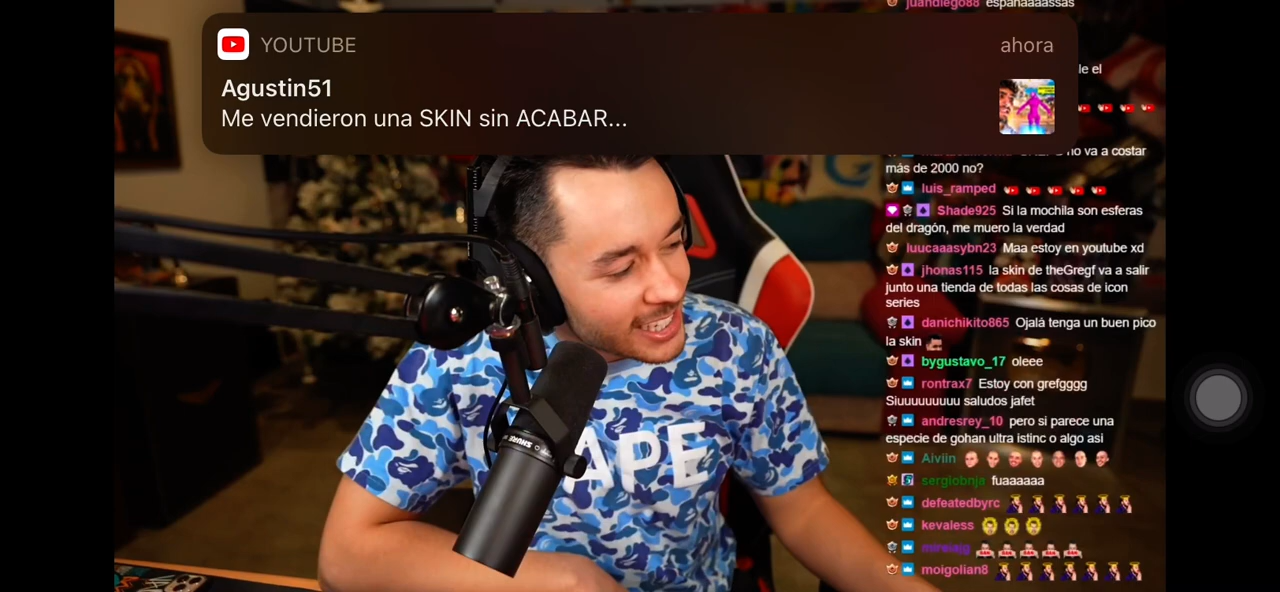 juandiego88 espanaaaassas
YOUTUBE
ahora
Agustin51
Me vendieron una SKIN sin ACABAR...
le el
no va a costar
más de 2000 no?
luis_ramped
Shade925 Si la mochila son esferas
del dragón, me muero la verdad
luucaaasybn23 Maa estoy en youtube xd
jhonas115 la skin de theGregf va a salir
junto una tienda de todas las cosas de icon
series
danichikito865 Ojalá tenga un buen pico
la skin
bygustavo_17 oleee
rontrax7 Estoy con grefgggg
Siuuuuuuuu saludos jafet
andresrey_10 pero si parece una
especie de gohan ultra istinc o algo asi
Aiviin
sergiobnja fuaaaaaa
defeatedbyrc
kevaless
mireiajg
moigolian8
APE
SHURE